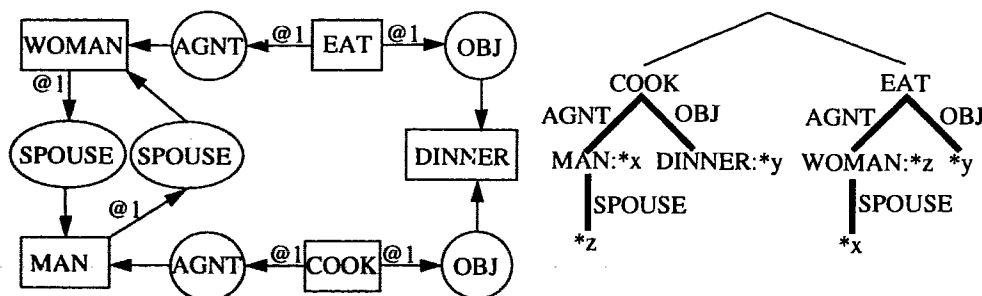 WOMAN AGNT @1 EAT @1 OBJ
@1
SPOUSE SPOUSE DINNER
@1
MAN AGNT @1 COOK @1 OBJ
COOK EAT
AGNT OBJ AGNT OBJ
MAN:*x DINNER:*y WOMAN:*z *y
SPOUSE SPOUSE
*z *x